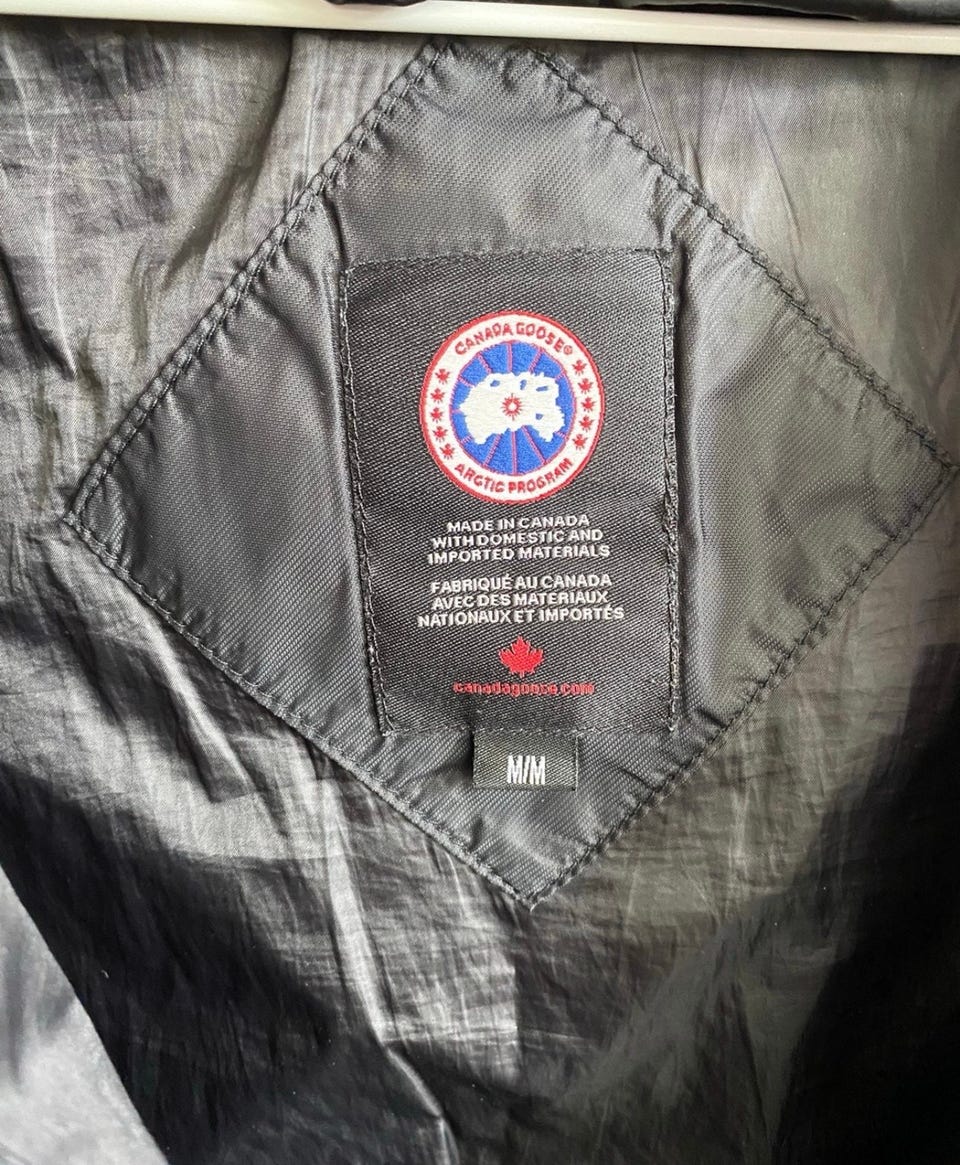 CANADA GOOSE®
ARCTIC PROGRAM
MADE IN CANADA
WITH DOMESTIC AND
IMPORTED MATERIALS
FABRIQUÉ AU CANADA
AVEC DES MATERIAUX
NATIONAUX ET IMPORTÉS
canadagoose.com
M/M